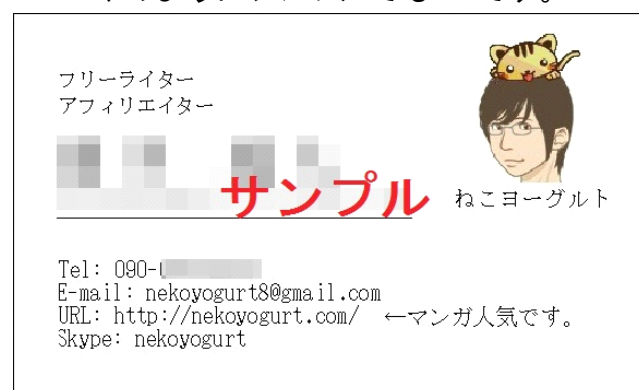 フリーライター
アフィリエイター
サンプル
ねこヨーグルト
Tel: 090-
E-mail: nekoyogurt8@gmail.com
URL: http://nekoyogurt.com/ ←マンガ人気です。
Skype: nekoyogurt